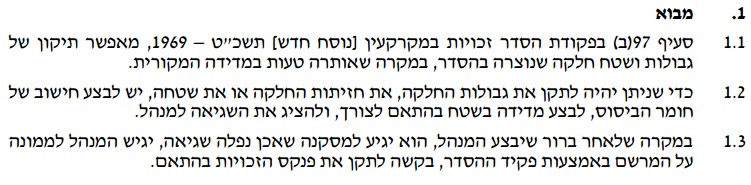 1. מבוא
1.1 סעיף 97(ב) בפקודת הסדר זכויות במקרקעין [נוסח חדש] תשכ״ט – 1969, מאפשר תיקון של
גבולות ושטח חלקה שנוצרה בהסדר, במקרה שאותרה טעות במדידה המקורית.
1.2 כדי שניתן יהיה לתקן את גבולות החלקה, את חזיתות החלקה או את שטחה, יש לבצע חישוב של
חומר הביסוס, לבצע מדידה בשטח בהתאם לצורך, ולהציג את השגיאה למנהל.
1.3 במקרה שלאחר ברור שיבצע המנהל, הוא יגיע למסקנה שאכן נפלה שגיאה, יגיש המנהל לממונה
על המרשם באמצעות פקיד ההסדר, בקשה לתקן את פנקס הזכויות בהתאם.